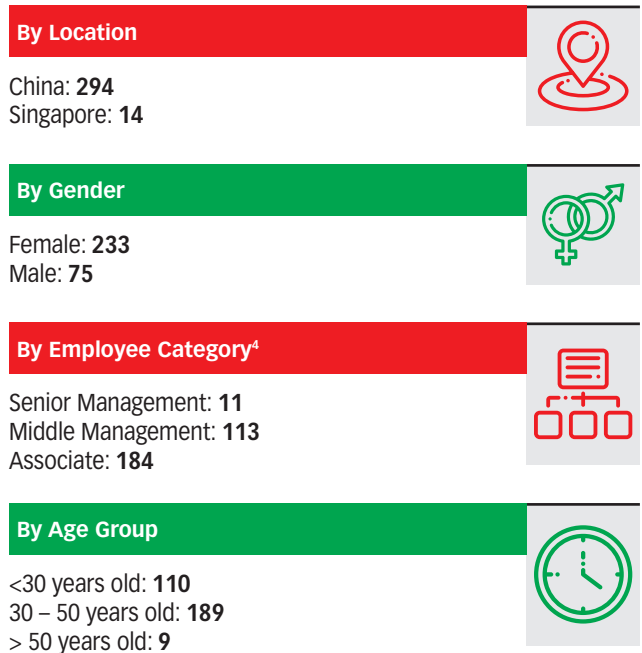 By Location
China: 294
Singapore: 14
By Gender
Female: 233
Male: 75
By Employee Category⁴
Senior Management: 11
Middle Management: 113
Associate: 184
By Age Group
<30 years old: 110
30 – 50 years old: 189
> 50 years old: 9